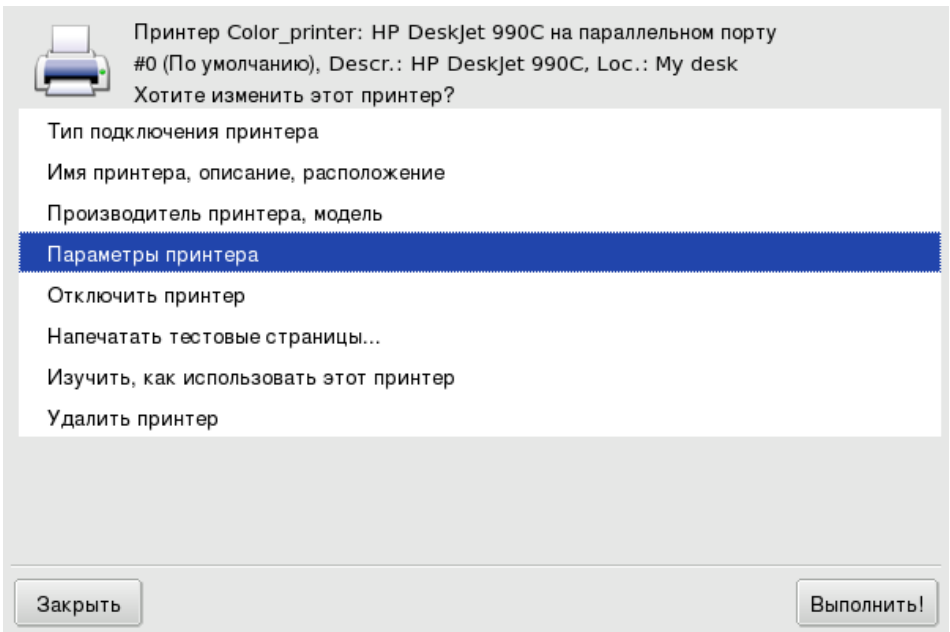 Принтер Color_printer: HP DeskJet 990C на параллельном порту
#0 (По умолчанию), Descr.: HP DeskJet 990C, Loc.: My desk
Хотите изменить этот принтер?
Тип подключения принтера
Имя принтера, описание, расположение
Производитель принтера, модель
Параметры принтера
Отключить принтер
Напечатать тестовые страницы...
Изучить, как использовать этот принтер
Удалить принтер
Закрыть
Выполнить!